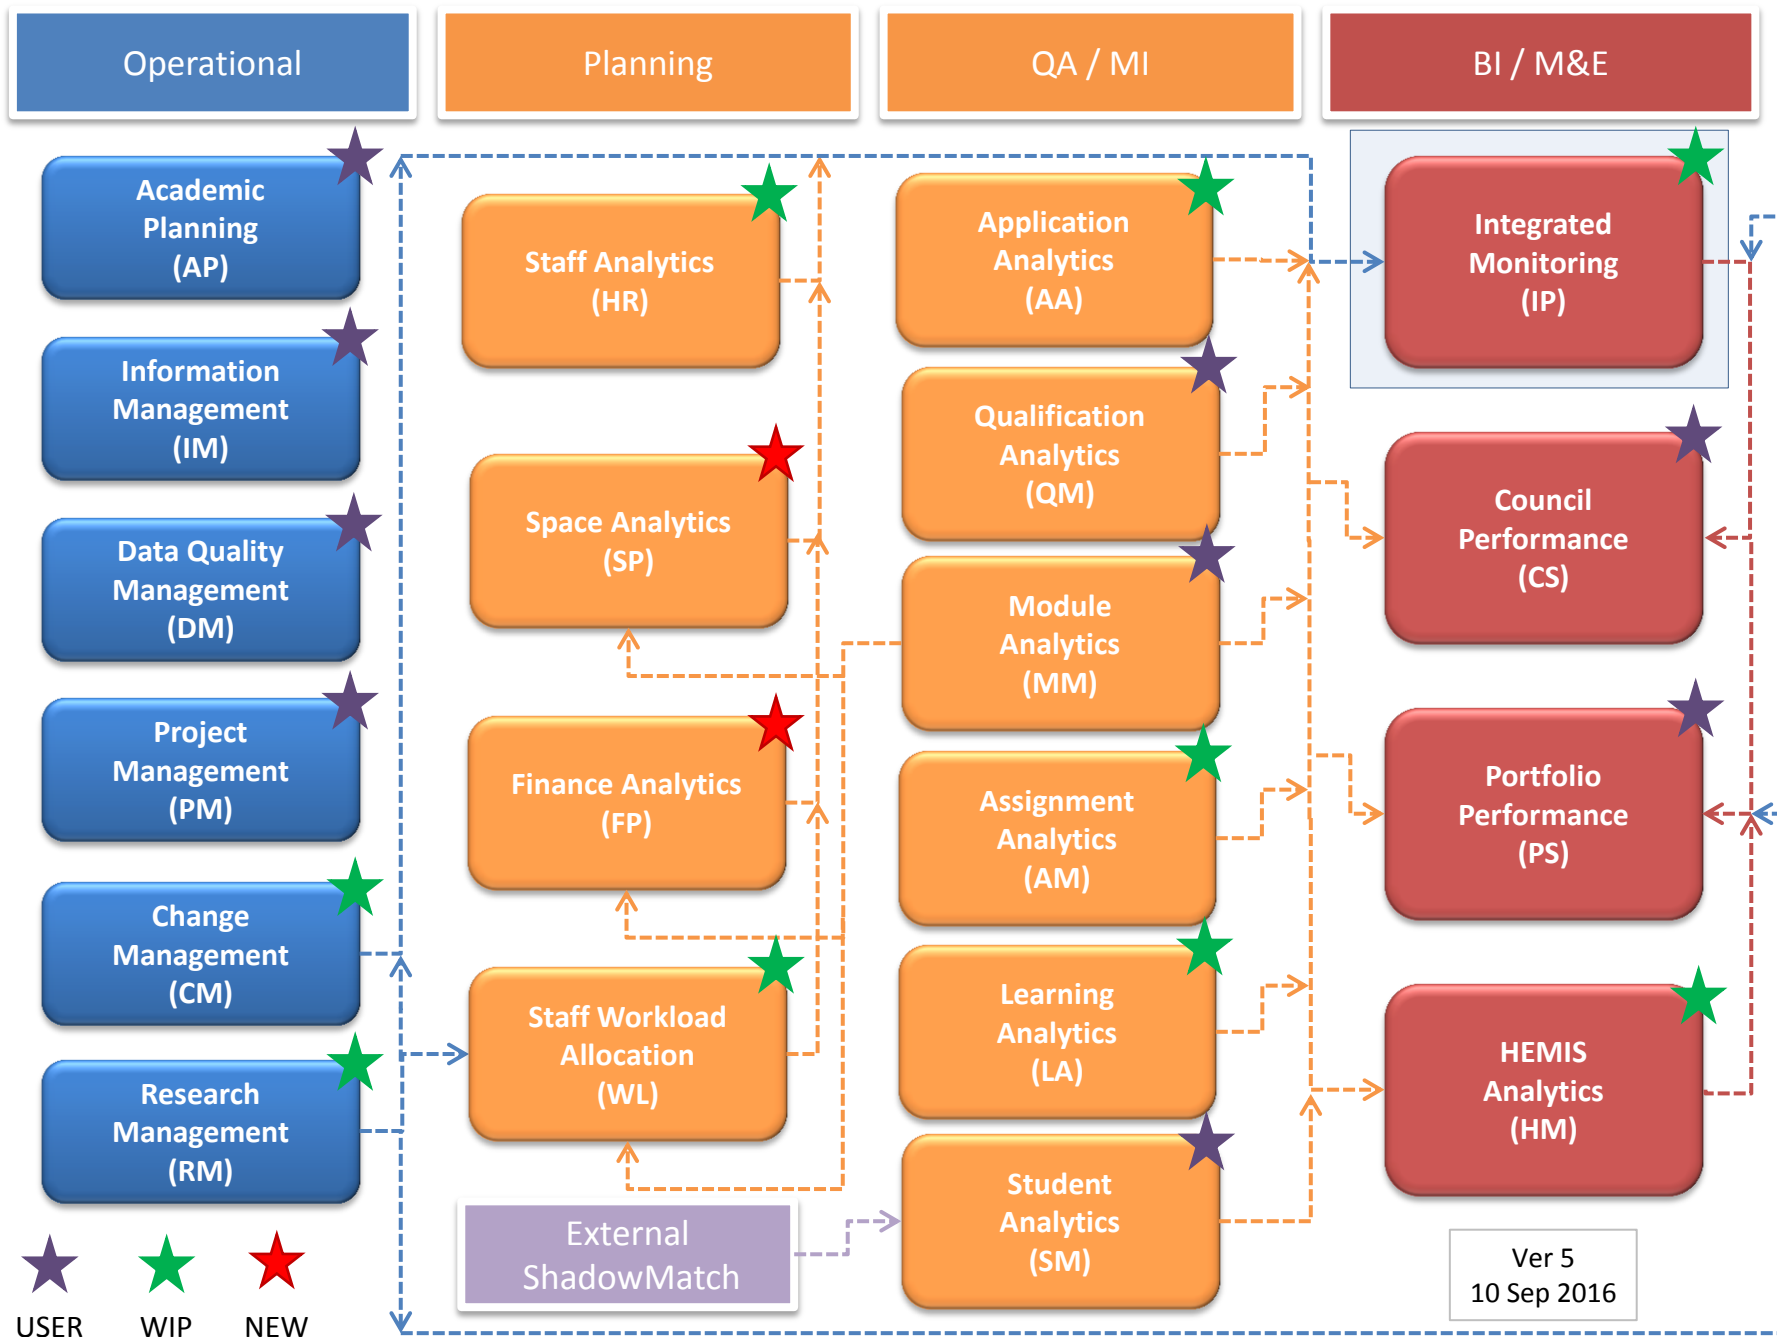 Operational
Planning
QA / MI
BI / M&E
Academic
Planning
(AP)
Information
Management
(IM)
Data Quality
Management
(DM)
Project
Management
(PM)
Change
Management
(CM)
Research
Management
(RM)
Staff Analytics
(HR)
Space Analytics
(SP)
Finance Analytics
(FP)
Staff Workload
Allocation
(WL)
External
ShadowMatch
Application
Analytics
(AA)
Qualification
Analytics
(QM)
Module
Analytics
(MM)
Assignment
Analytics
(AM)
Learning
Analytics
(LA)
Student
Analytics
(SM)
Integrated
Monitoring
(IP)
Council
Performance
(CS)
Portfolio
Performance
(PS)
HEMIS
Analytics
(HM)
USER
WIP
NEW
Ver 5
10 Sep 2016